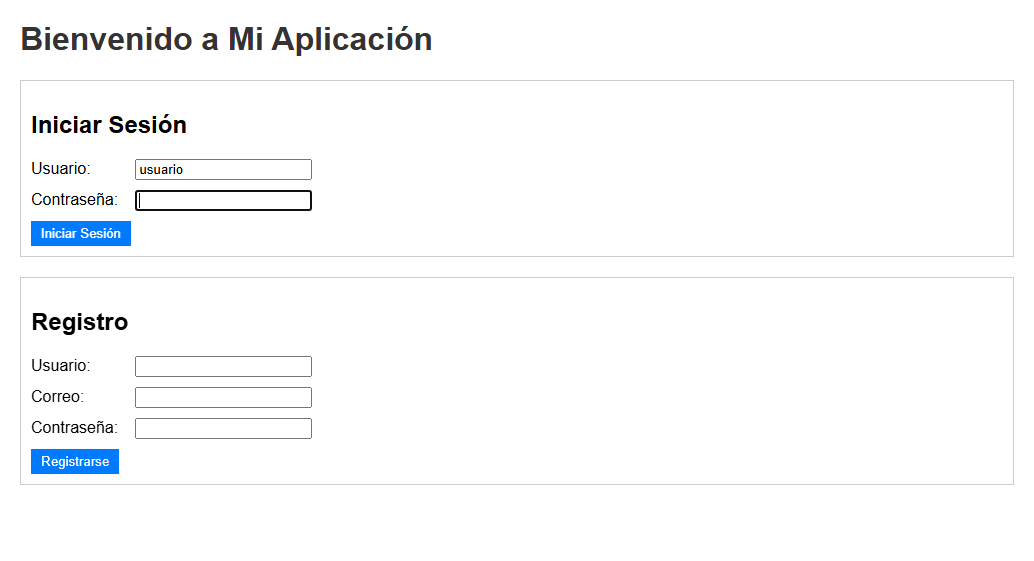 Bienvenido a Mi Aplicación
Iniciar Sesión
Usuario: usuario
Contraseña:
Iniciar Sesión
Registro
Usuario:
Correo:
Contraseña:
Registrarse